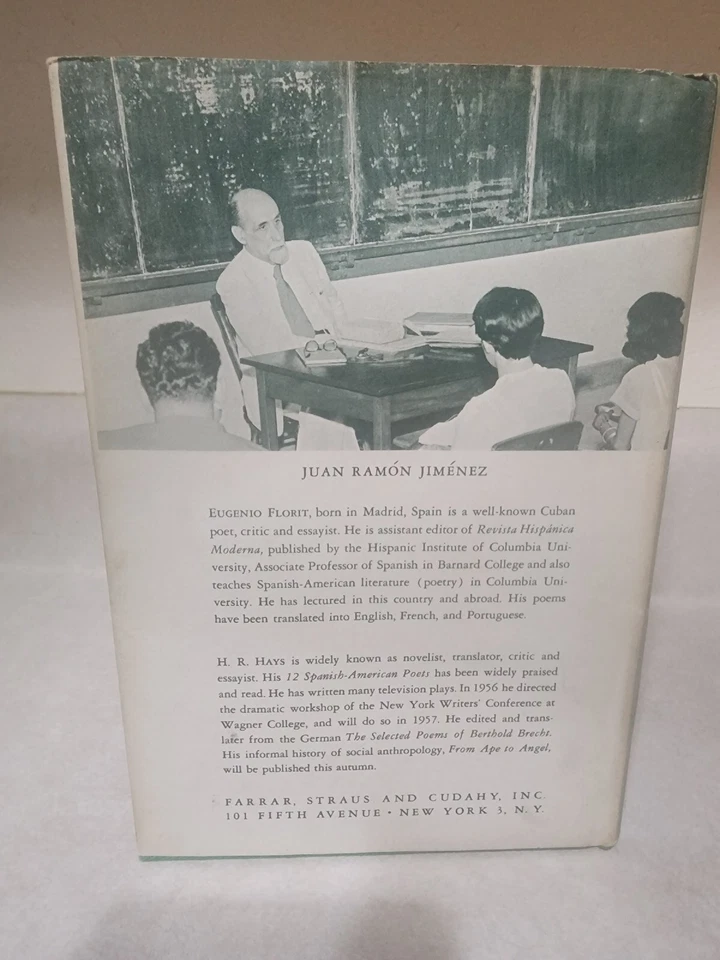 JUAN RAMÓN JIMÉNEZ
EUGENIO FLORIT, born in Madrid, Spain is a well-known Cuban
poet, critic and essayist. He is assistant editor of Revista Hispánica
Moderna, published by the Hispanic Institute of Columbia Uni-
versity, Associate Professor of Spanish in Barnard College and also
teaches Spanish-American literature (poetry) in Columbia Uni-
versity. He has lectured in this country and abroad. His poems
have been translated into English, French, and Portuguese.
H. R. HAYS is widely known as novelist, translator, critic and
essayist. His 12 Spanish-American Poets has been widely praised
and read. He has written many television plays. In 1956 he directed
the dramatic workshop of the New York Writers' Conference at
Wagner College, and will do so in 1957. He edited and trans-
later from the German The Selected Poems of Berthold Brecht.
His informal history of social anthropology, From Ape to Angel,
will be published this autumn.
FARRAR, STRAUS AND CUDAHY, INC.
101 FIFTH AVENUE • NEW YORK 3, N. Y.